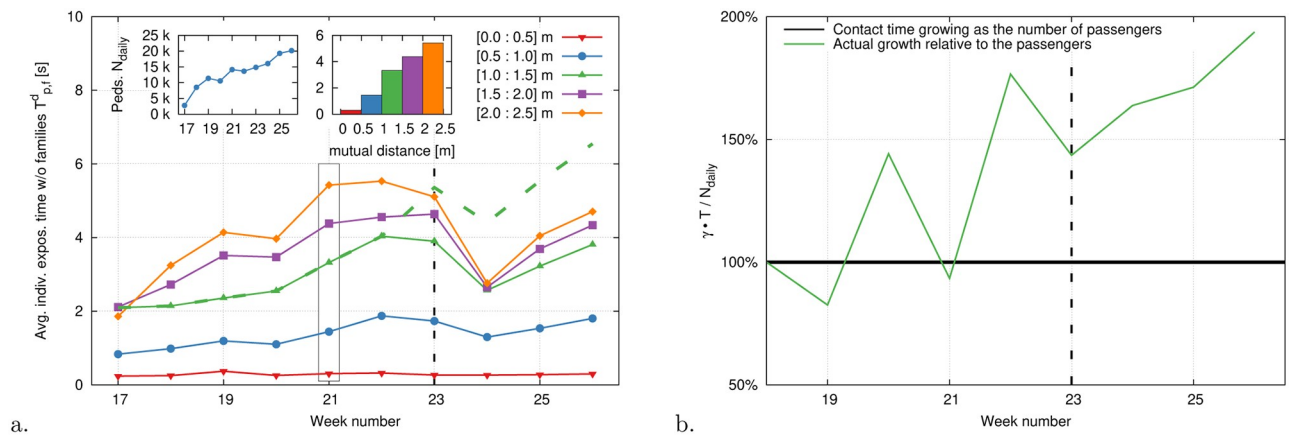 10
8
6
4
2
0
17
19
21
23
25
Week number
Avg. indiv. expos. time w/o families T^d_p,f [s]
25 k
20 k
15 k
10 k
5 k
0 k
17 19 21 23 25
Peds. N_daily
6
4
2
0
0 0.5 1 1.5 2 2.5
mutual distance [m]
[0.0 : 0.5] m
[0.5 : 1.0] m
[1.0 : 1.5] m
[1.5 : 2.0] m
[2.0 : 2.5] m
a.
200%
150%
100%
50%
19
21
23
25
Week number
γ • T / N_daily
Contact time growing as the number of passengers
Actual growth relative to the passengers
b.